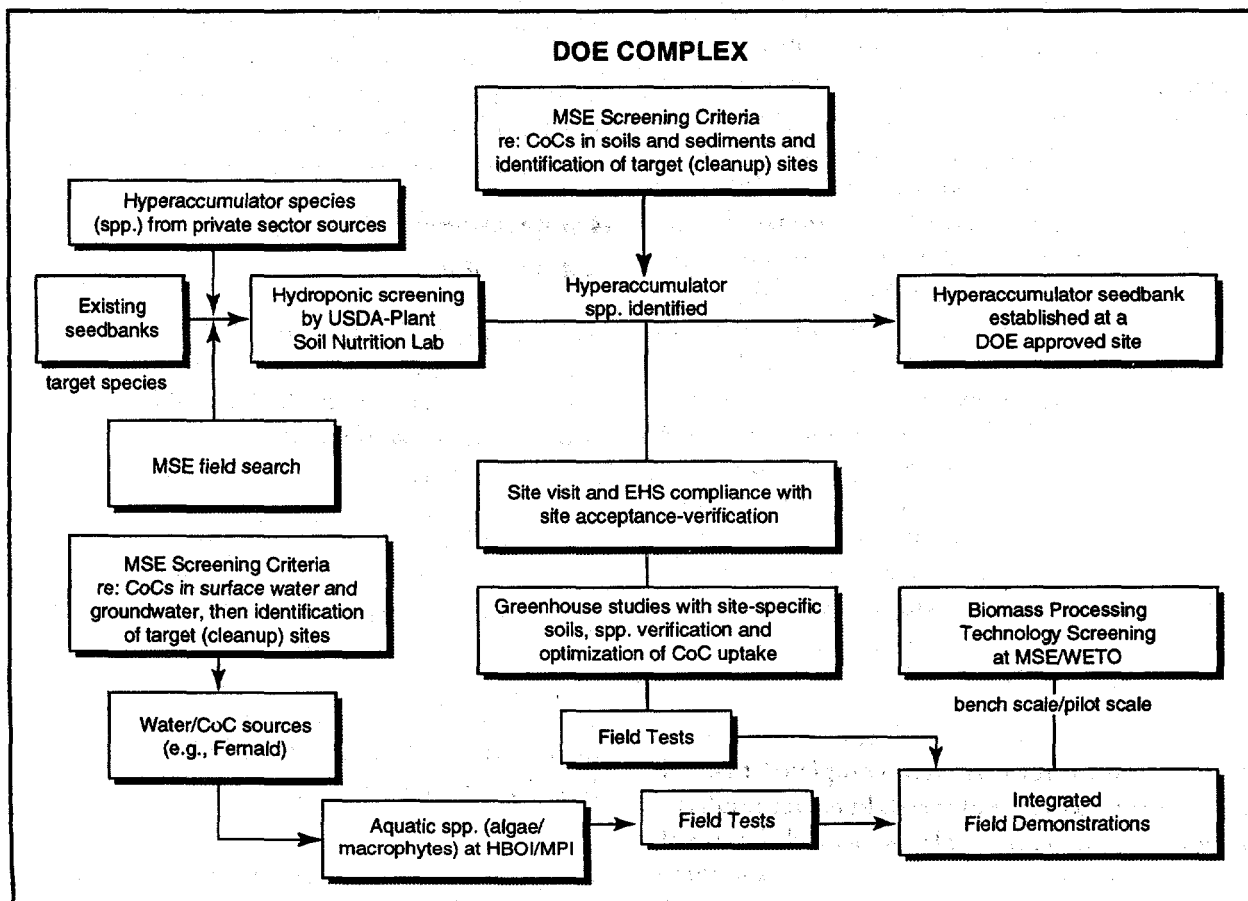 DOE COMPLEX
MSE Screening Criteria
re: CoCs in soils and sediments and
identification of target (cleanup) sites
Hyperaccumulator species
(spp.) from private sector sources
Existing
seedbanks
target species
Hydroponic screening
by USDA-Plant
Soil Nutrition Lab
Hyperaccumulator
spp. identified
Hyperaccumulator seedbank
established at a
DOE approved site
MSE field search
Site visit and EHS compliance with
site acceptance-verification
MSE Screening Criteria
re: CoCs in surface water and
groundwater, then identification
of target (cleanup) sites
Greenhouse studies with site-specific
soils, spp. verification and
optimization of CoC uptake
Biomass Processing
Technology Screening
at MSE/WETO
bench scale/pilot scale
Water/CoC sources
(e.g., Fernald)
Field Tests
Aquatic spp. (algae/
macrophytes) at HBOI/MPI
Field Tests
Integrated
Field Demonstrations